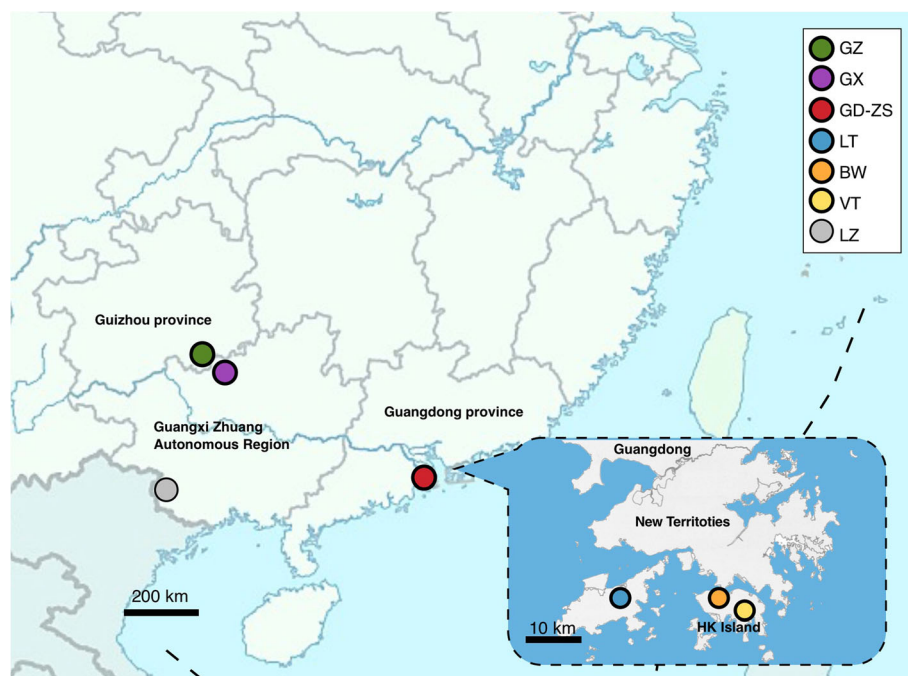 GZ
GX
GD-ZS
LT
BW
VT
LZ
Guizhou province
Guangxi Zhuang
Autonomous Region
Guangdong province
200 km
Guangdong
New Territoties
HK Island
10 km